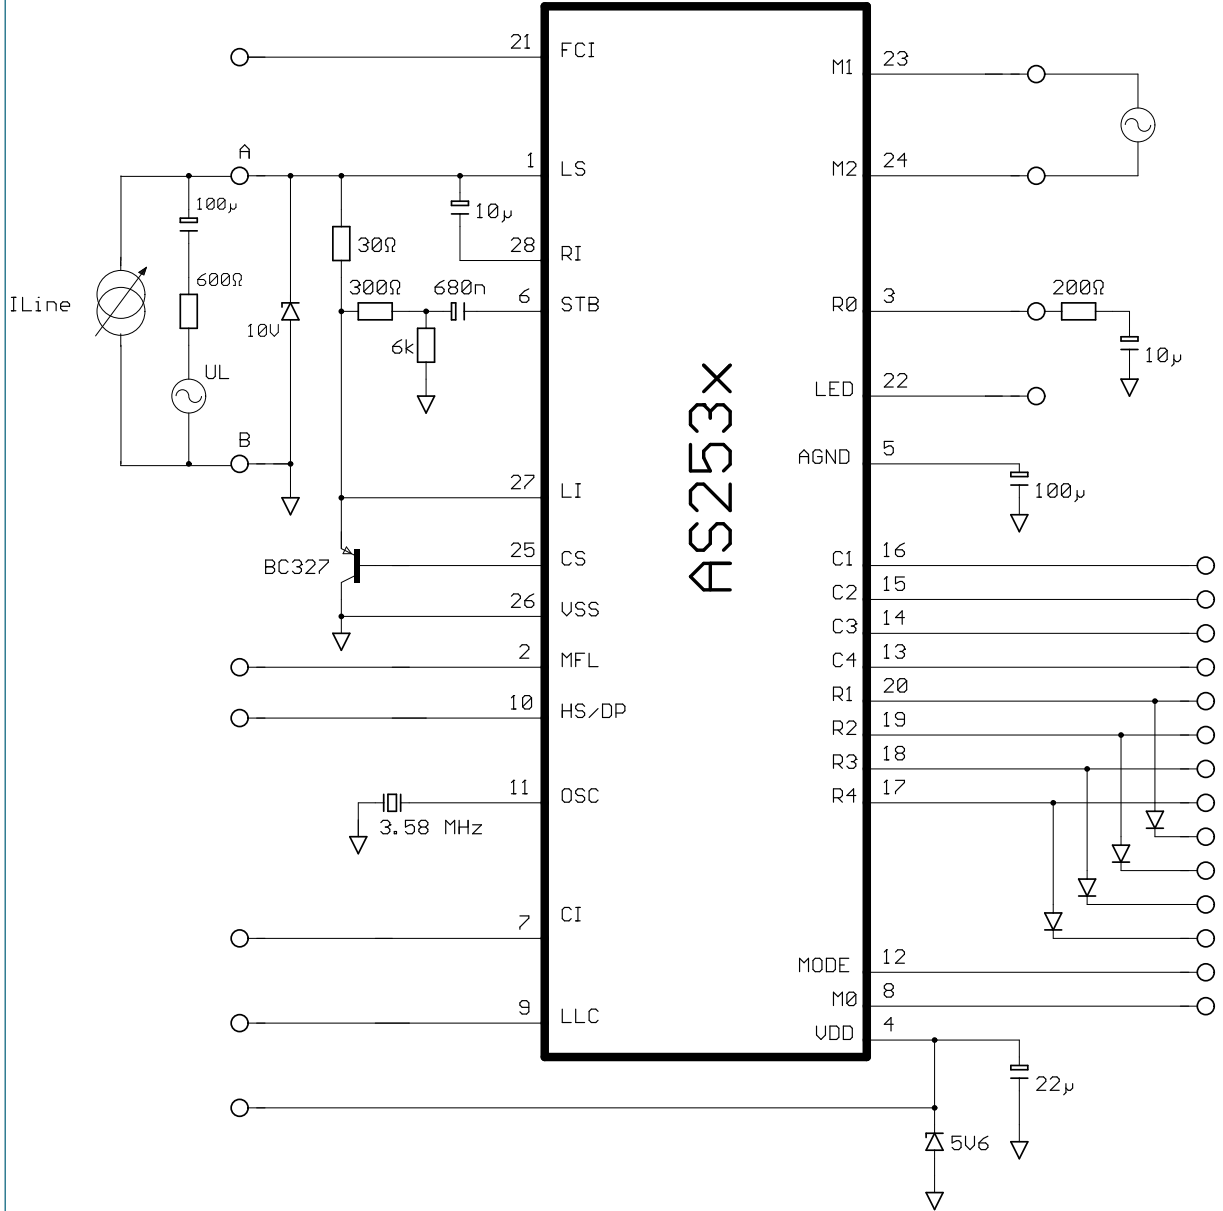 21
FCI
M1
23
A
1
LS
M2
24
100µ
10µ
30Ω
28
RI
600Ω
300Ω
680n
6
STB
R0
3
200Ω
ILine
10V
6k
10µ
UL
LED
22
B
AGND
5
27
LI
100µ
AS253x
BC327
25
CS
C1
16
C2
15
26
VSS
C3
14
2
MFL
C4
13
10
HS/DP
R1
20
R2
19
R3
18
11
OSC
R4
17
3.58 MHz
7
CI
MODE
12
9
LLC
M0
8
VDD
4
22µ
5V6